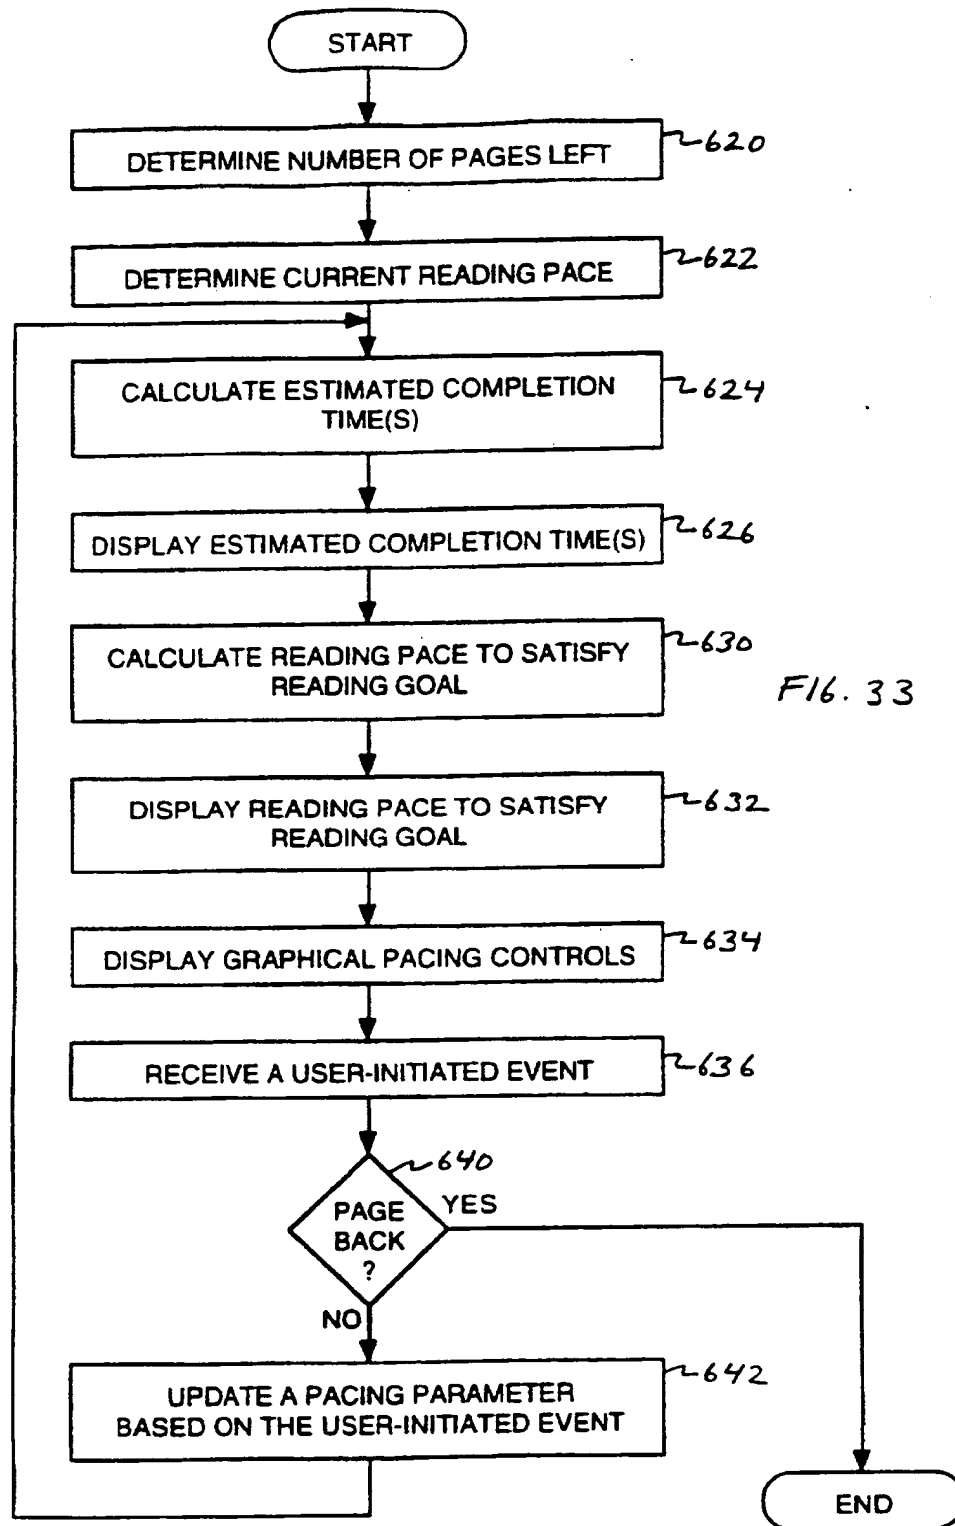 START
DETERMINE NUMBER OF PAGES LEFT
620
DETERMINE CURRENT READING PACE
622
CALCULATE ESTIMATED COMPLETION
TIME(S)
624
DISPLAY ESTIMATED COMPLETION TIME(S)
626
CALCULATE READING PACE TO SATISFY
READING GOAL
630
FIG. 33
DISPLAY READING PACE TO SATISFY
READING GOAL
632
DISPLAY GRAPHICAL PACING CONTROLS
634
RECEIVE A USER-INITIATED EVENT
636
640
PAGE
BACK
?
YES
NO
UPDATE A PACING PARAMETER
BASED ON THE USER-INITIATED EVENT
642
END